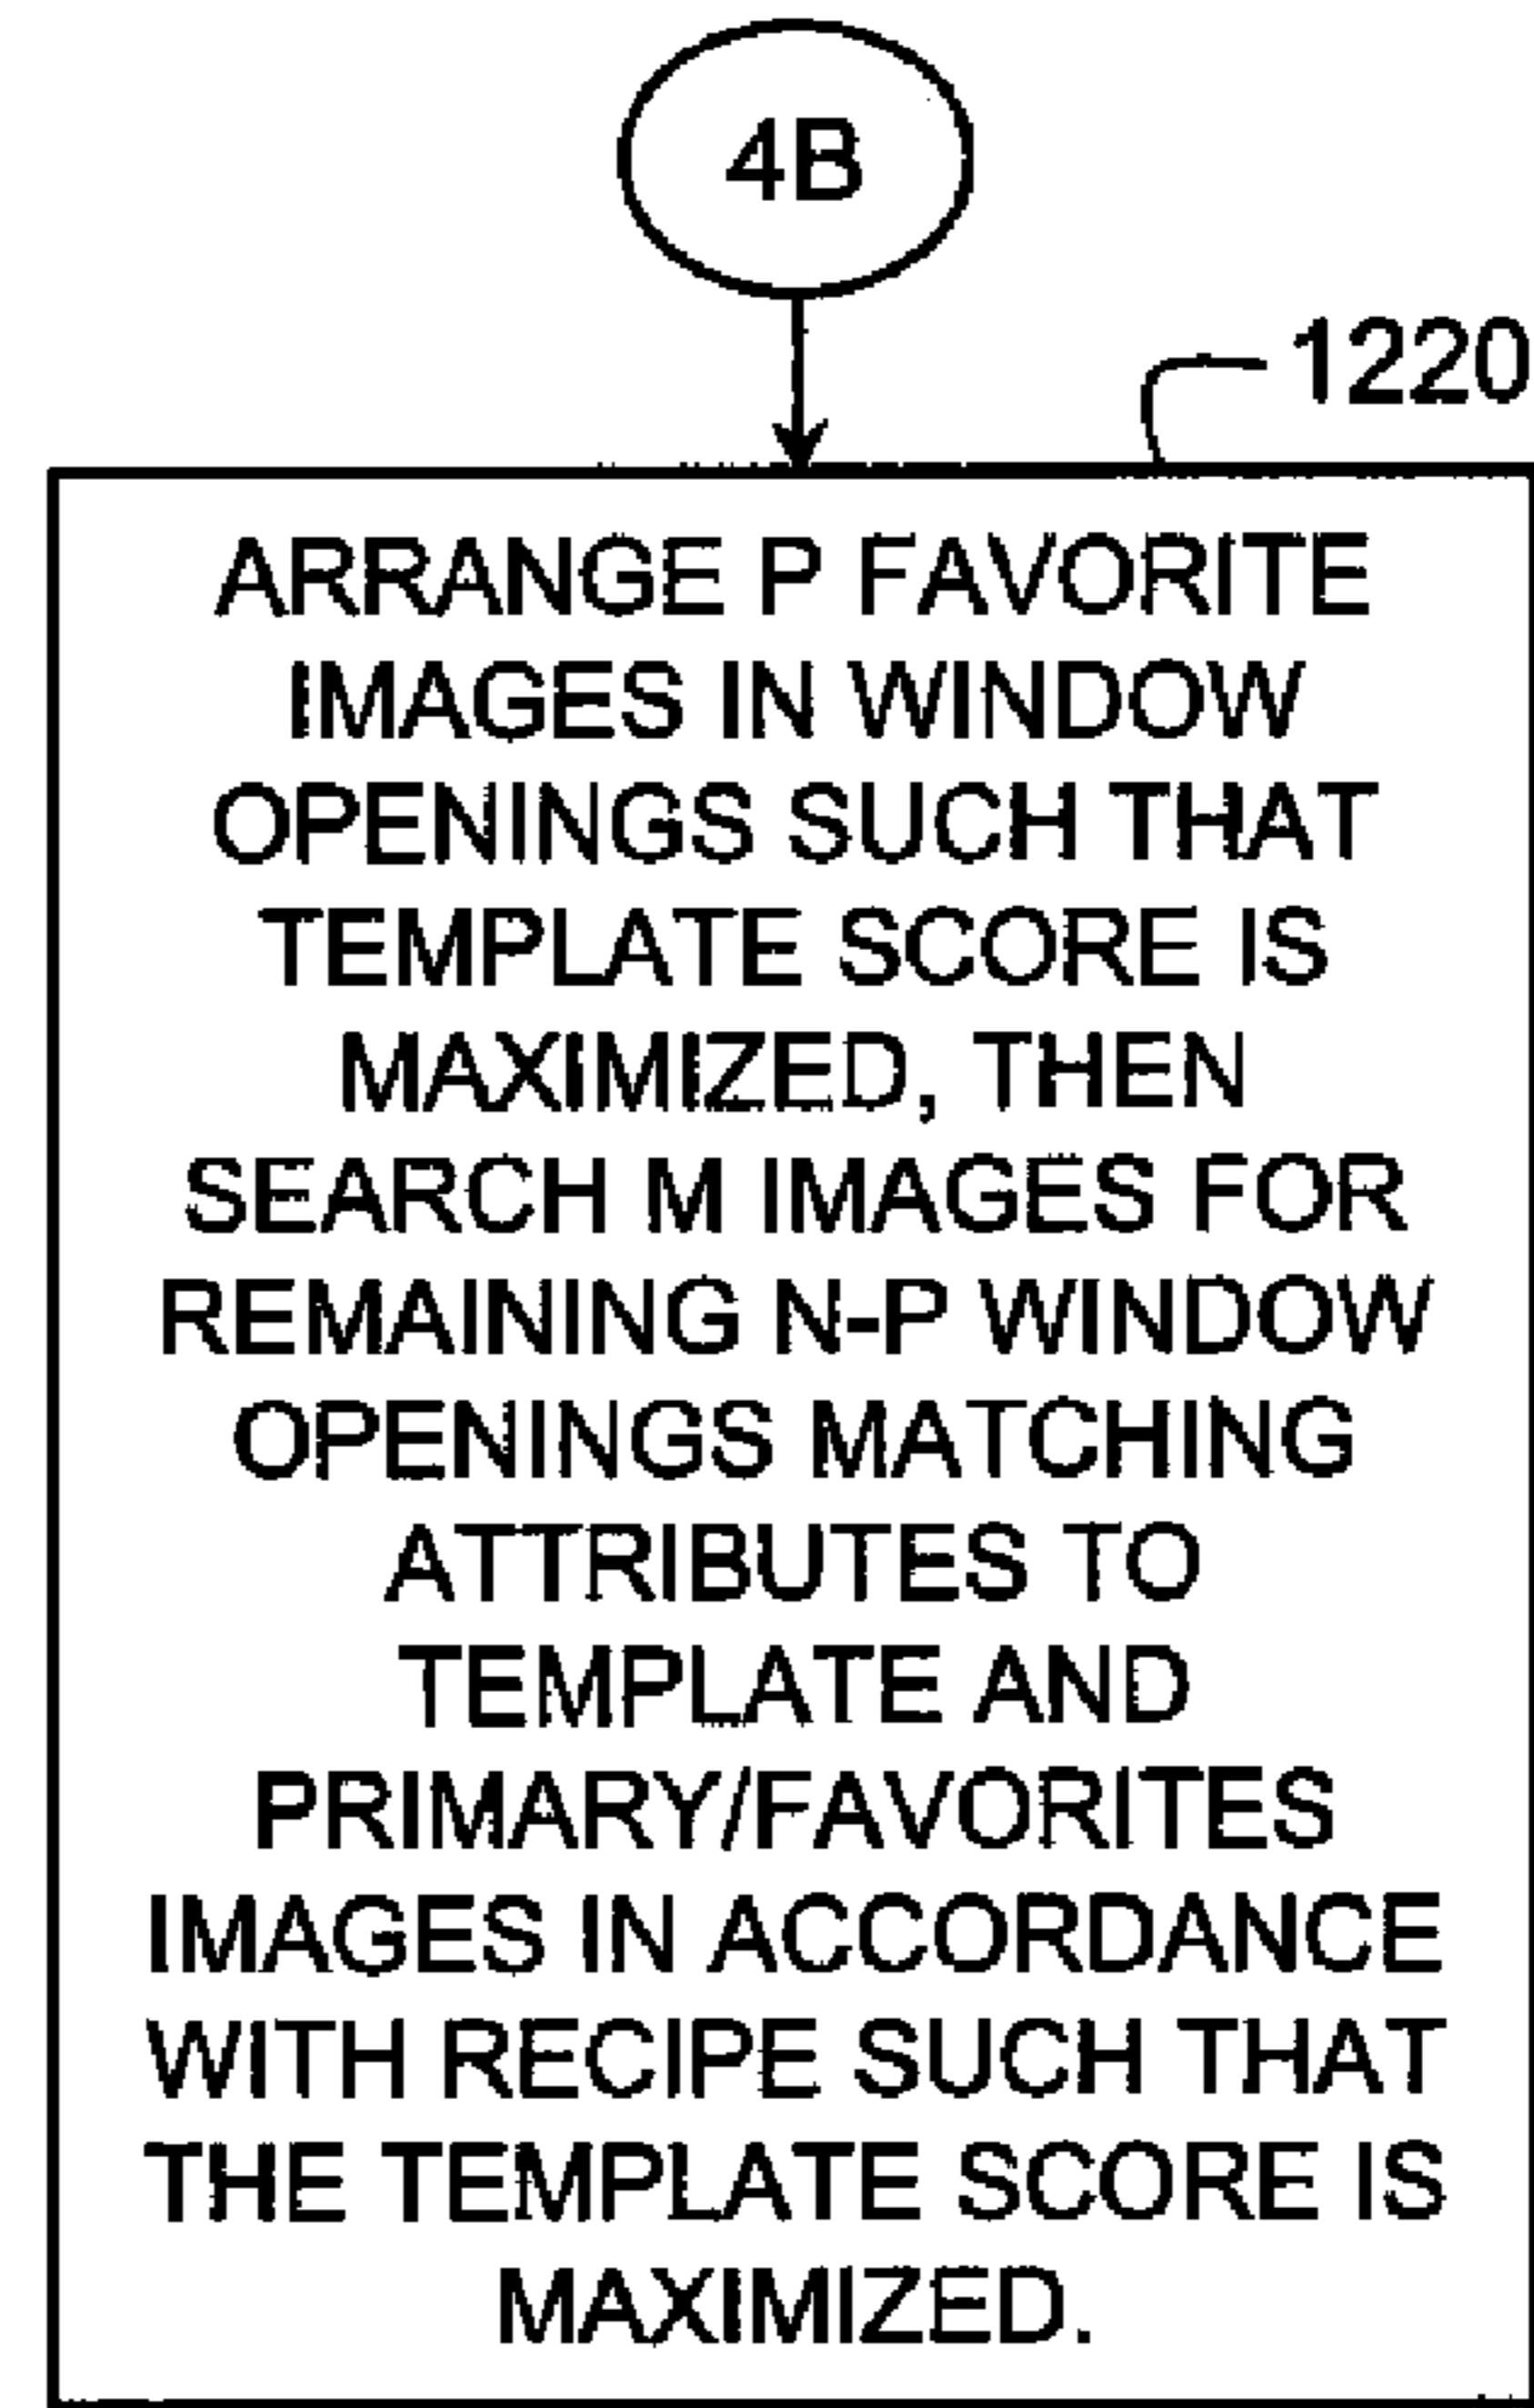 4B
1220
ARRANGE P FAVORITE
IMAGES IN WINDOW
OPENINGS SUCH THAT
TEMPLATE SCORE IS
MAXIMIZED, THEN
SEARCH M IMAGES FOR
REMAINING N-P WINDOW
OPENINGS MATCHING
ATTRIBUTES TO
TEMPLATE AND
PRIMARY/FAVORITES
IMAGES IN ACCORDANCE
WITH RECIPE SUCH THAT
THE TEMPLATE SCORE IS
MAXIMIZED.